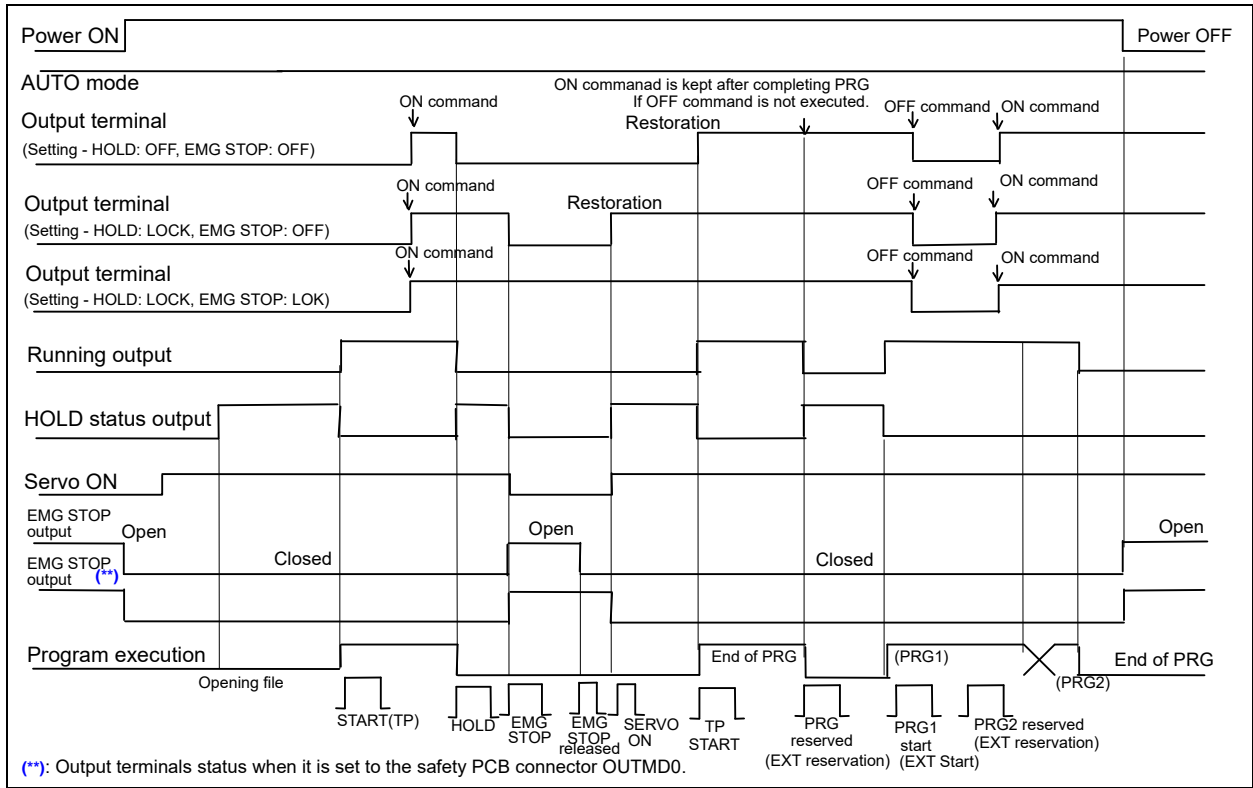 Power ON
Power OFF
AUTO mode
ON commanad is kept after completing PRG
If OFF command is not executed.
ON command
OFF command
ON command
Output terminal
Restoration
(Setting - HOLD: OFF, EMG STOP: OFF)
ON command
OFF command
ON command
Output terminal
Restoration
(Setting - HOLD: LOCK, EMG STOP: OFF)
ON command
OFF command
ON command
Output terminal
(Setting - HOLD: LOCK, EMG STOP: LOK)
Running output
HOLD status output
Servo ON
EMG STOP
output
Open
Open
Open
Closed
Closed
EMG STOP
output (**)
Program execution
End of PRG
(PRG1)
(PRG2)
End of PRG
Opening file
START(TP)
HOLD
EMG
STOP
EMG
STOP
released
SERVO
ON
TP
START
PRG
reserved
(EXT reservation)
PRG1
start
(EXT Start)
PRG2 reserved
(EXT reservation)
(**): Output terminals status when it is set to the safety PCB connector OUTMD0.